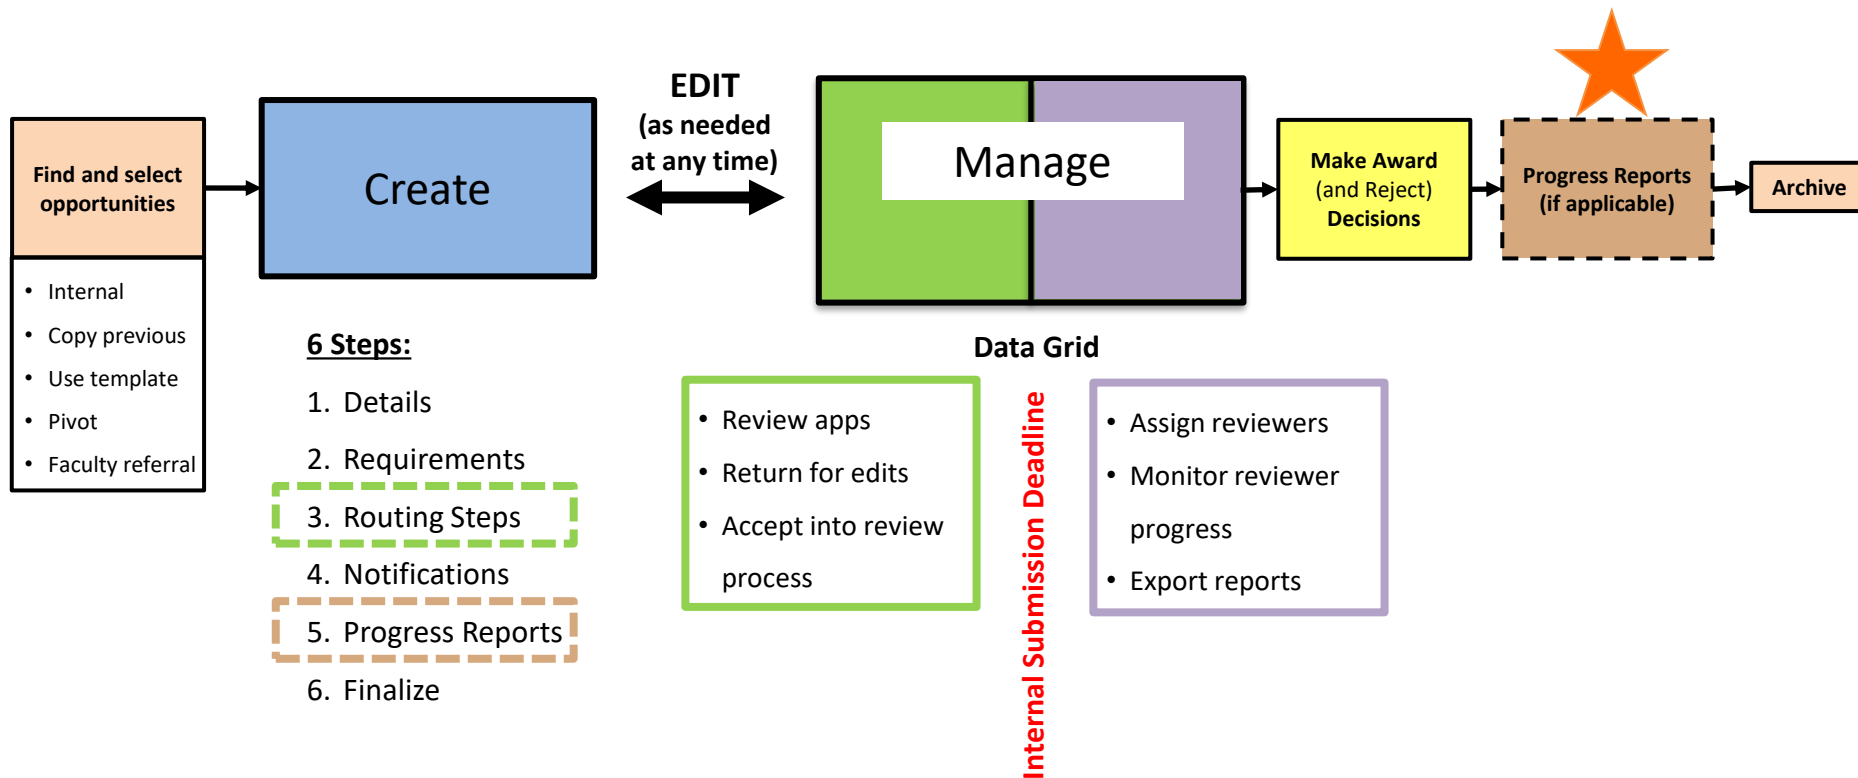 Find and select
opportunities
• Internal
• Copy previous
• Use template
• Pivot
• Faculty referral
Create
6 Steps:
1. Details
2. Requirements
3. Routing Steps
4. Notifications
5. Progress Reports
6. Finalize
EDIT
(as needed
at any time)
Manage
Data Grid
• Review apps
• Return for edits
• Accept into review
process
Internal Submission Deadline
• Assign reviewers
• Monitor reviewer
progress
• Export reports
Make Award
(and Reject)
Decisions
Progress Reports
(if applicable)
Archive